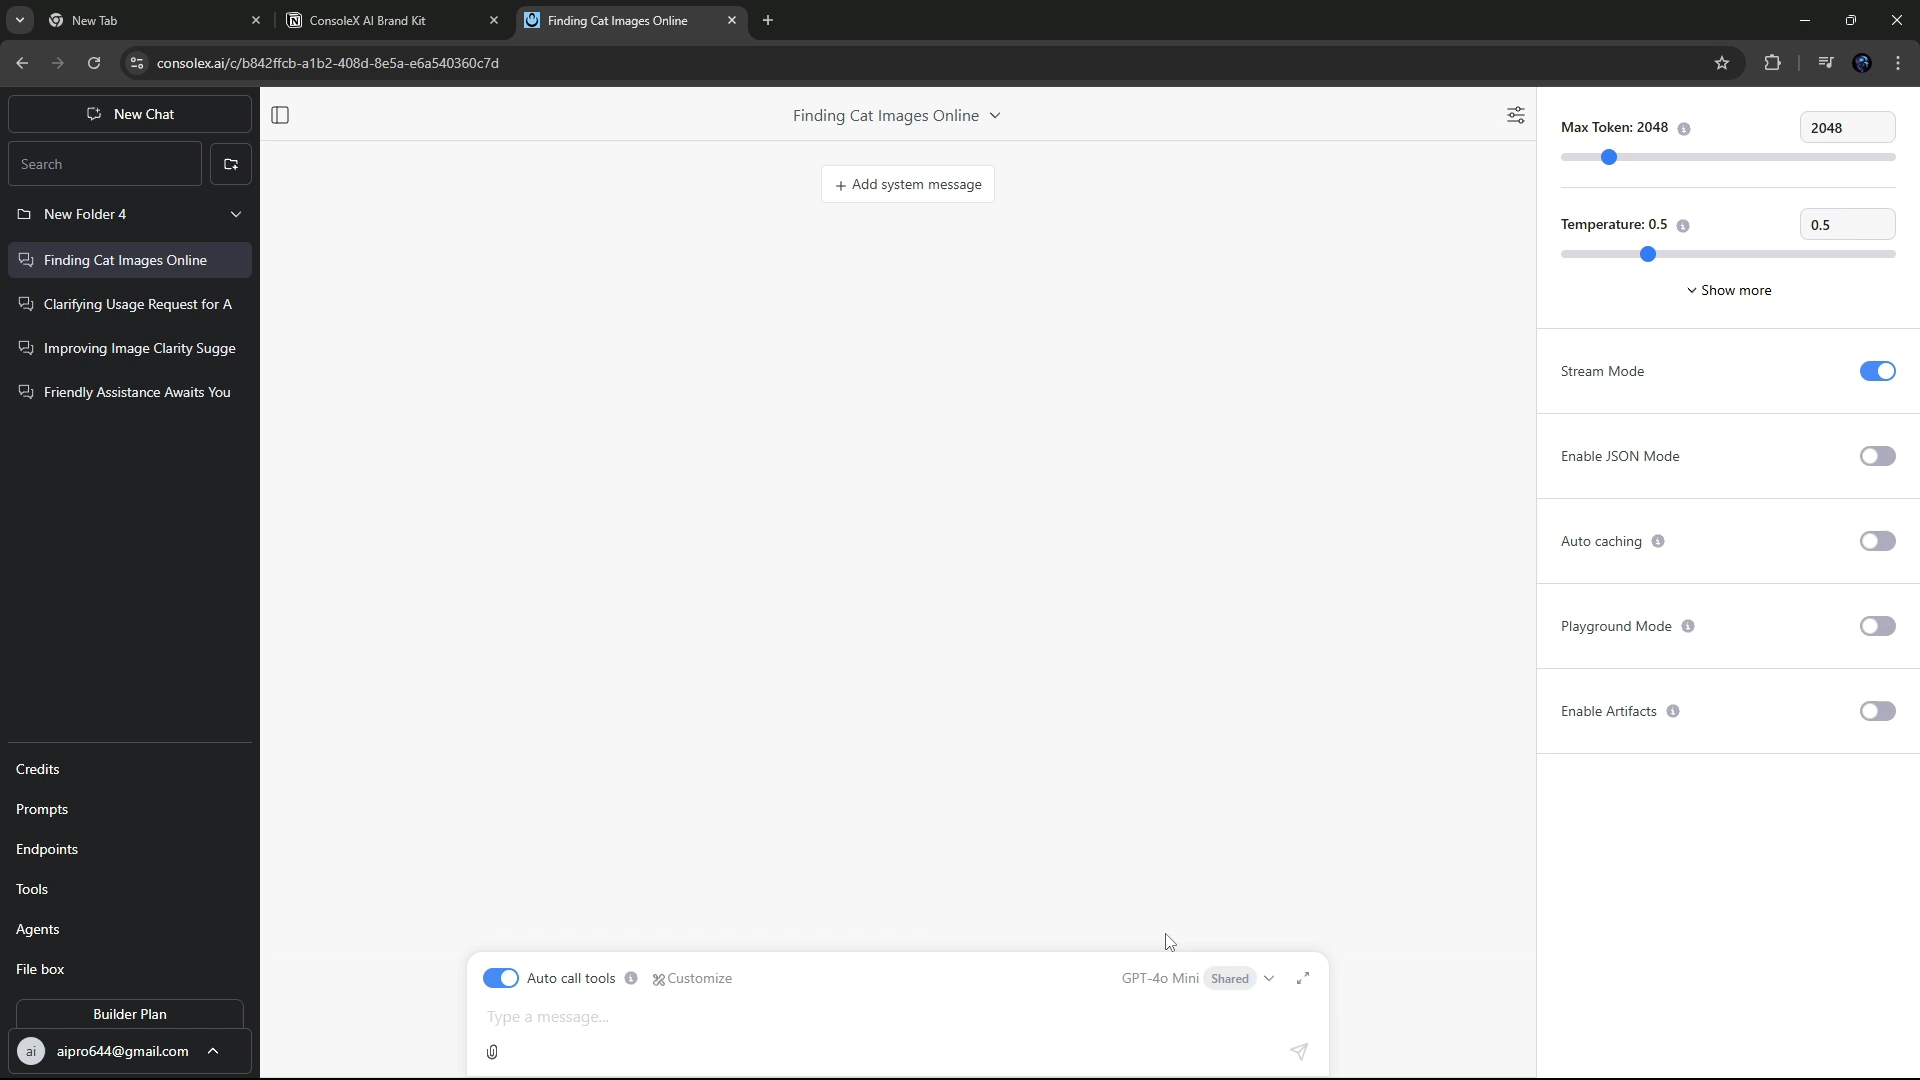 New Tab
ConsoleX AI Brand Kit
Finding Cat Images Online
consolex.ai/c/b842ffcb-a1b2-408d-8e5a-e6a540360c7d
New Chat
Search
New Folder 4
Finding Cat Images Online
Clarifying Usage Request for A
Improving Image Clarity Sugge
Friendly Assistance Awaits You
Credits
Prompts
Endpoints
Tools
Agents
File box
Builder Plan
ai aipro644@gmail.com
Finding Cat Images Online
+ Add system message
Auto call tools Customize
GPT-4o Mini Shared
Type a message...
Max Token: 2048 2048
Temperature: 0.5 0.5
Show more
Stream Mode
Enable JSON Mode
Auto caching
Playground Mode
Enable Artifacts